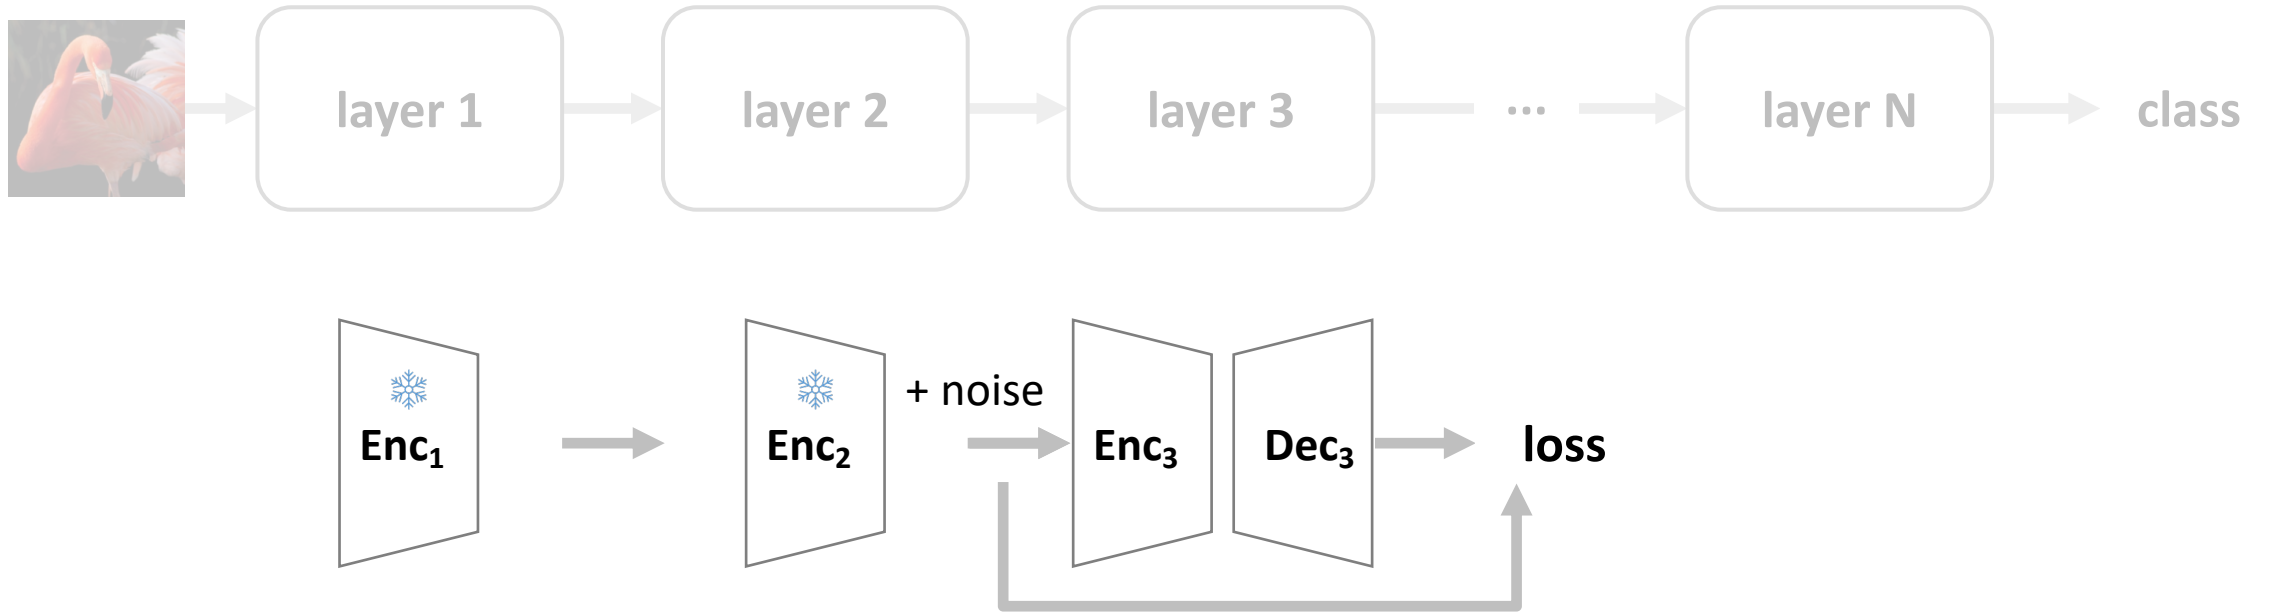 layer 1
layer 2
layer 3
...
layer N
class
Enc₁
Enc₂
+ noise
Enc₃
Dec₃
loss